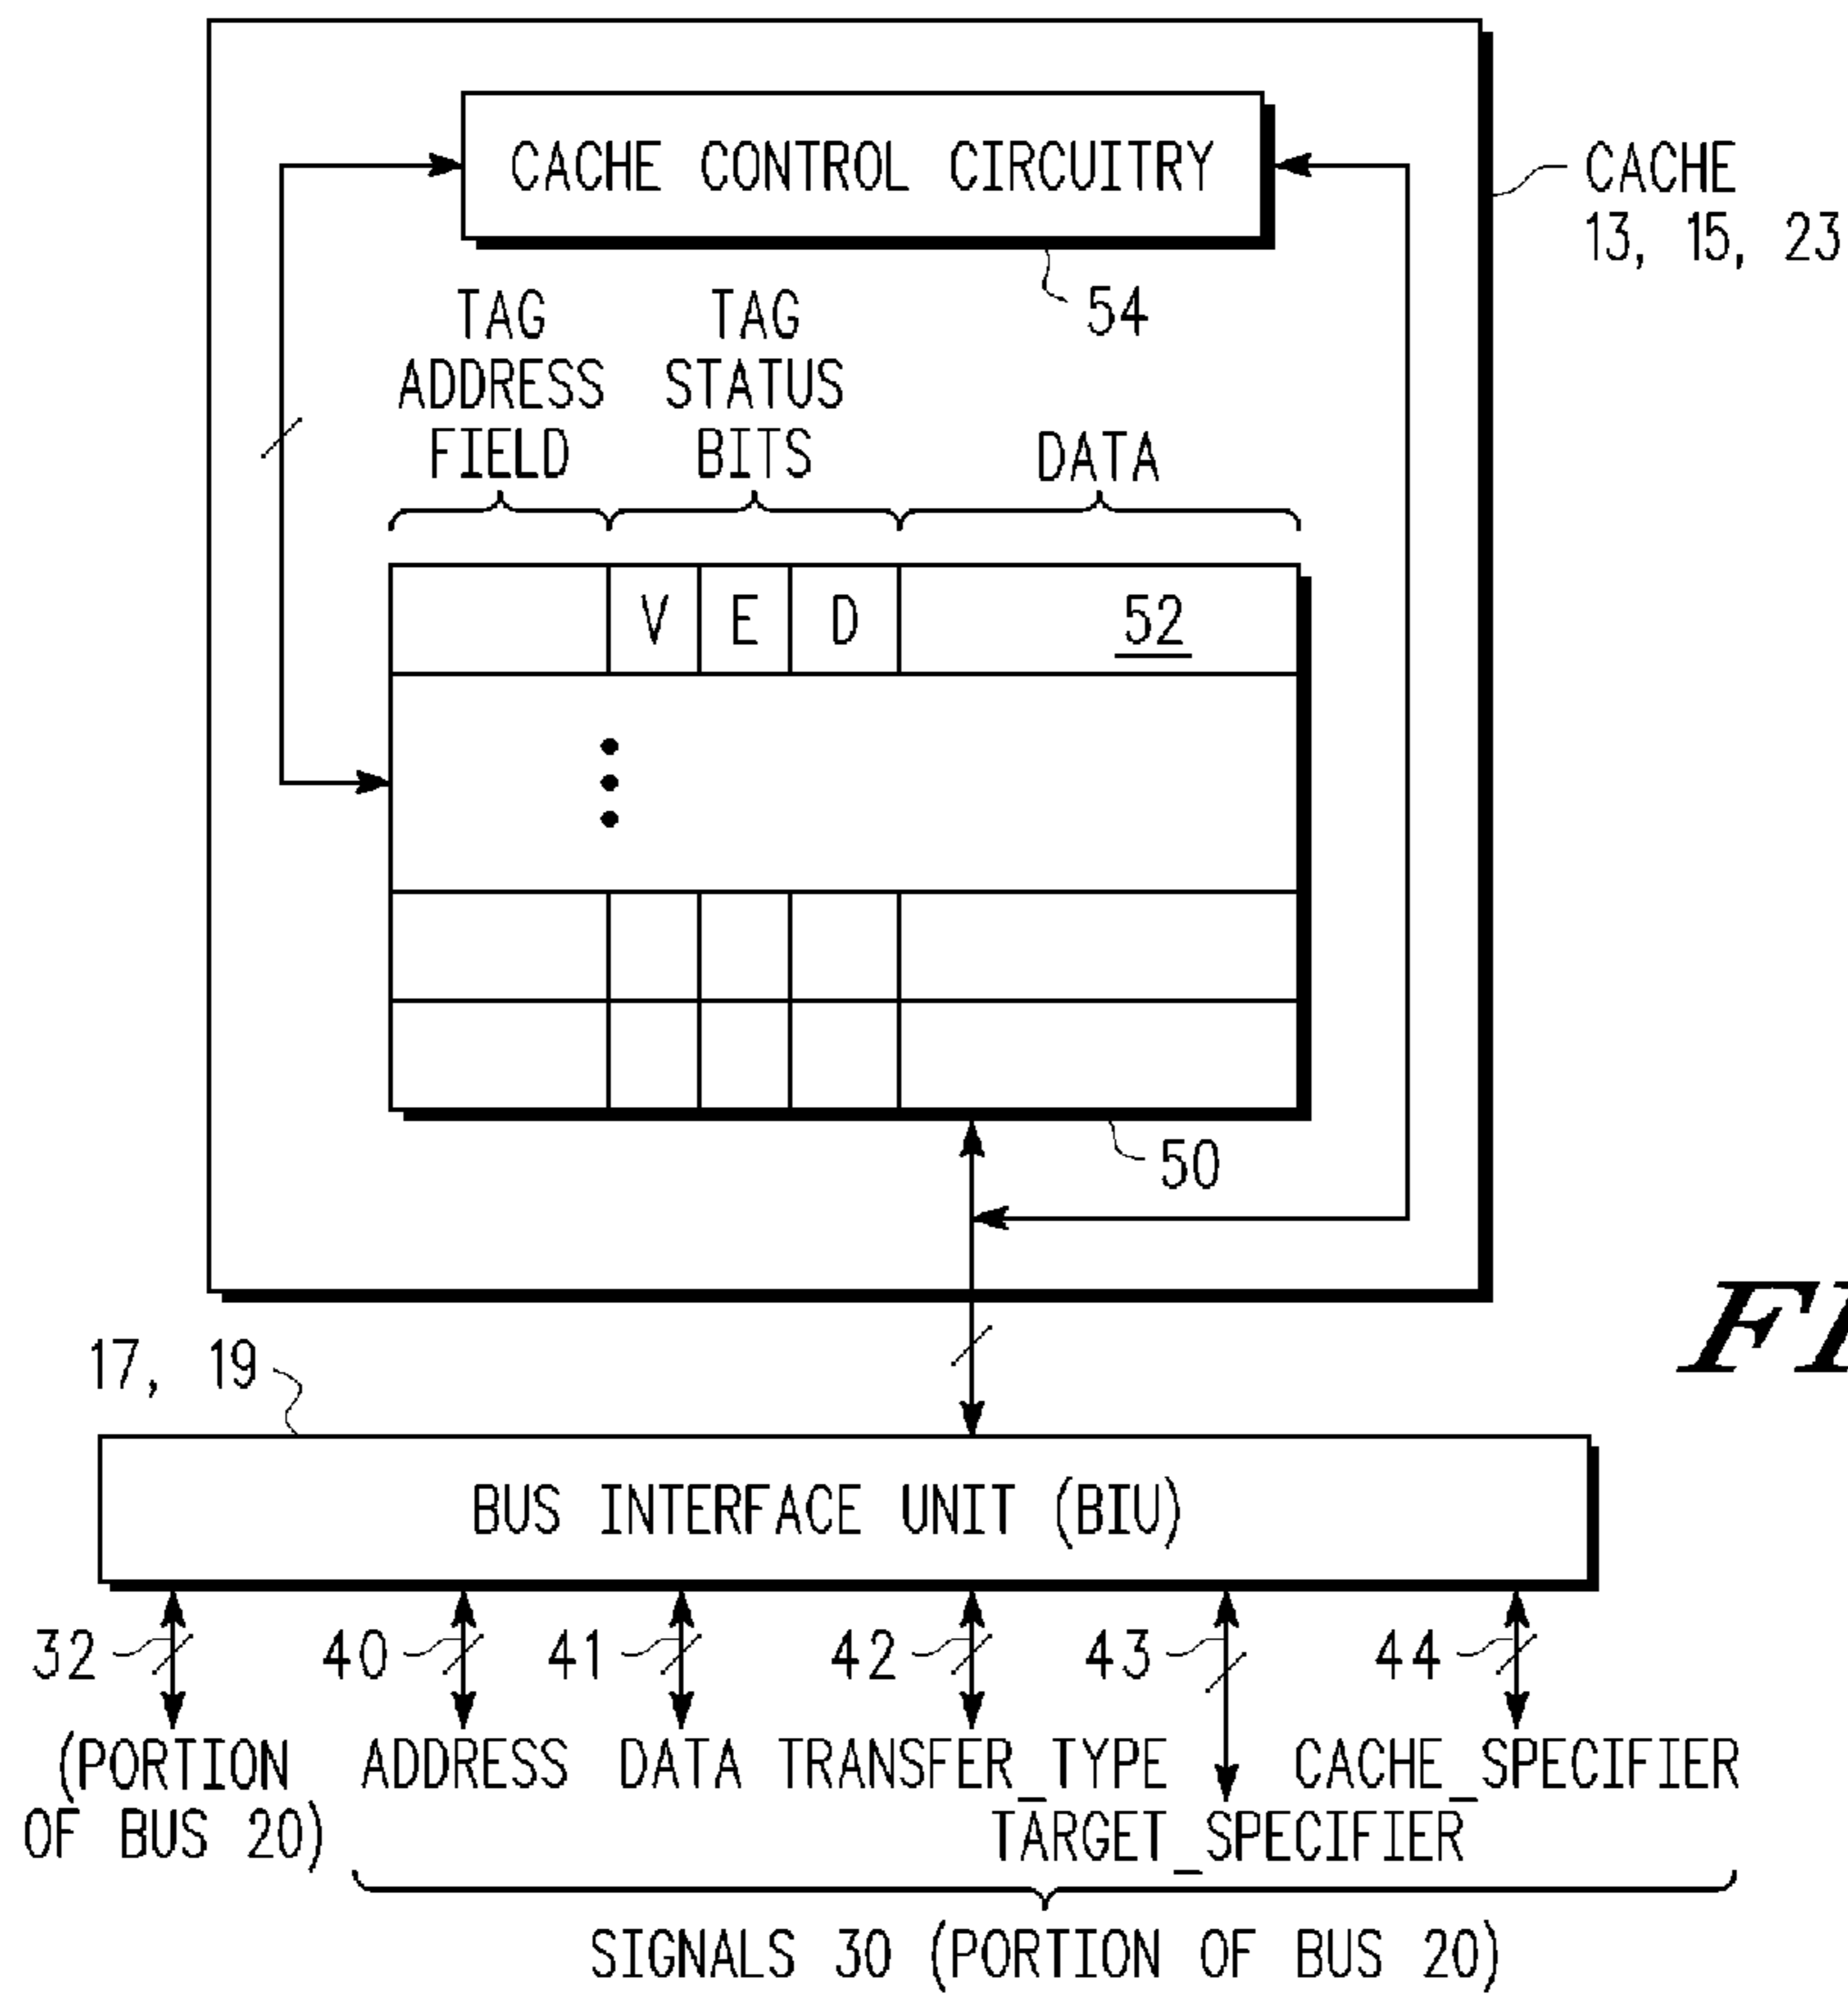 CACHE CONTROL CIRCUITRY
CACHE
13, 15, 23
54
TAG
ADDRESS
FIELD
TAG
STATUS
BITS
DATA
V
E
D
52
50
17, 19
BUS INTERFACE UNIT (BIU)
32
40
41
42
43
44
(PORTION
OF BUS 20)
ADDRESS
DATA
TRANSFER_TYPE
TARGET_SPECIFIER
CACHE_SPECIFIER
SIGNALS 30 (PORTION OF BUS 20)